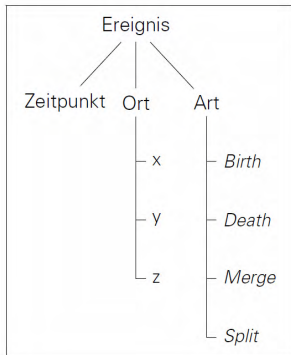 Ereignis
Zeitpunkt Ort Art
x Birth
y Death
z Merge
Split